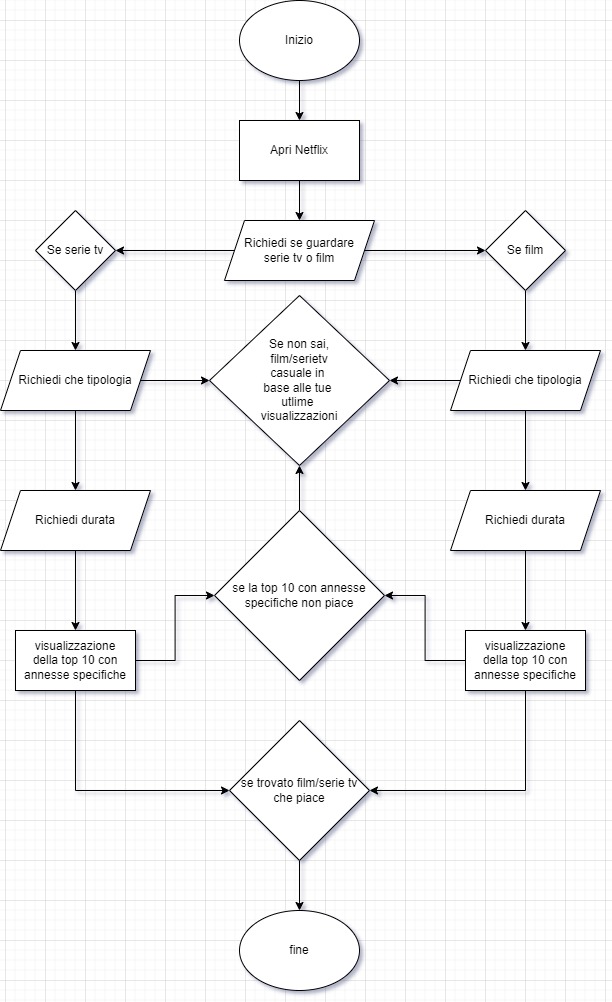 Inizio
Apri Netflix
Richiedi se guardare
serie tv o film
Se serie tv
Se film
Se non sai,
film/serietv
casuale in
base alle tue
utlime
visualizzazioni
Richiedi che tipologia
Richiedi che tipologia
Richiedi durata
Richiedi durata
se la top 10 con annesse
specifiche non piace
visualizzazione
della top 10 con
annesse specifiche
visualizzazione
della top 10 con
annesse specifiche
se trovato film/serie tv
che piace
fine